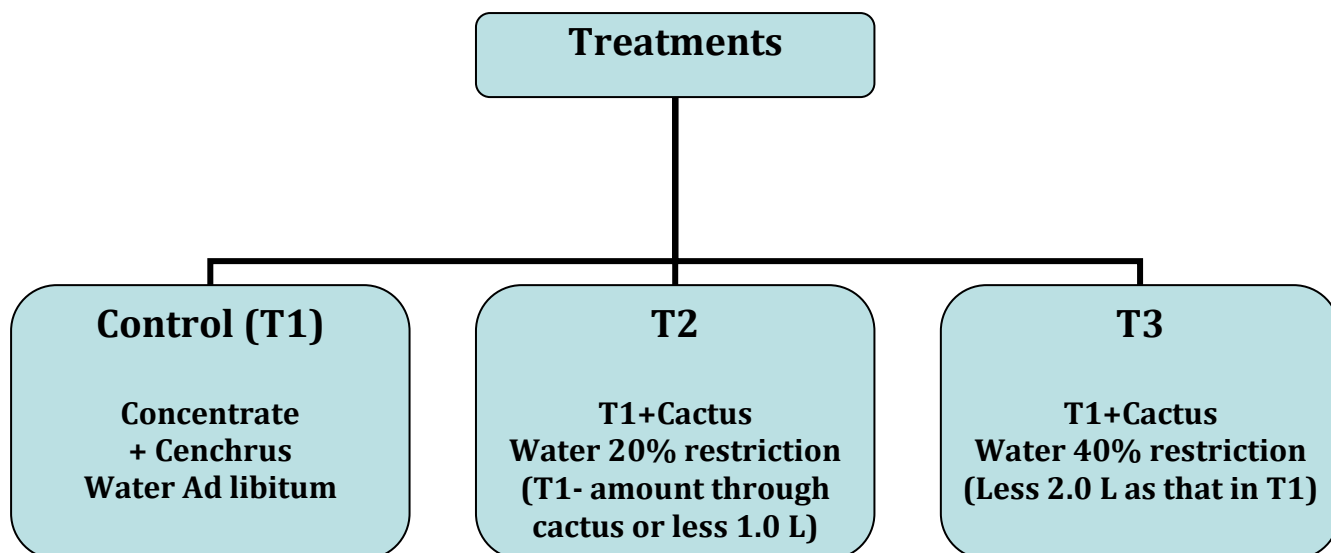 Treatments
Control (T1)
Concentrate
+ Cenchrus
Water Ad libitum
T2
T1+Cactus
Water 20% restriction
(T1- amount through
cactus or less 1.0 L)
T3
T1+Cactus
Water 40% restriction
(Less 2.0 L as that in T1)